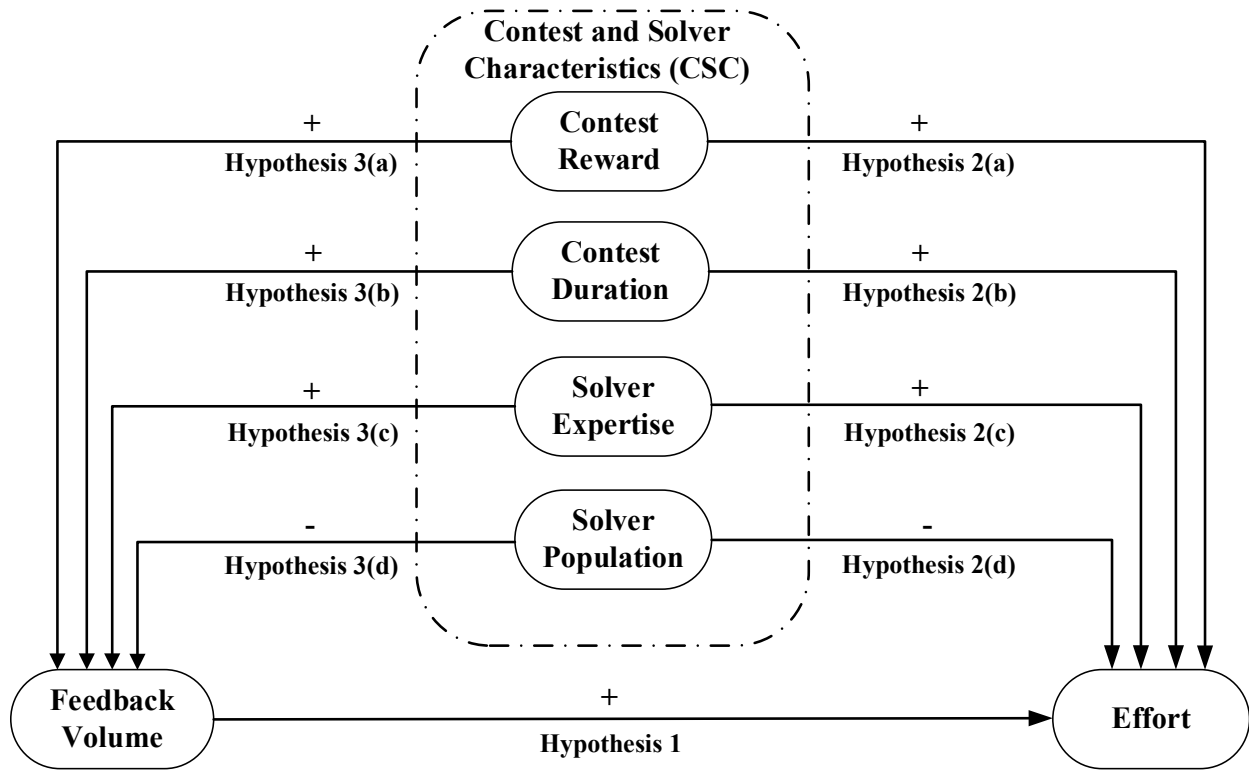 Contest and Solver
Characteristics (CSC)
+
Contest
Reward
+
Hypothesis 3(a)
Hypothesis 2(a)
+
Contest
Duration
+
Hypothesis 3(b)
Hypothesis 2(b)
+
Solver
Expertise
+
Hypothesis 3(c)
Hypothesis 2(c)
-
Solver
Population
-
Hypothesis 3(d)
Hypothesis 2(d)
Feedback
Volume
+
Hypothesis 1
Effort